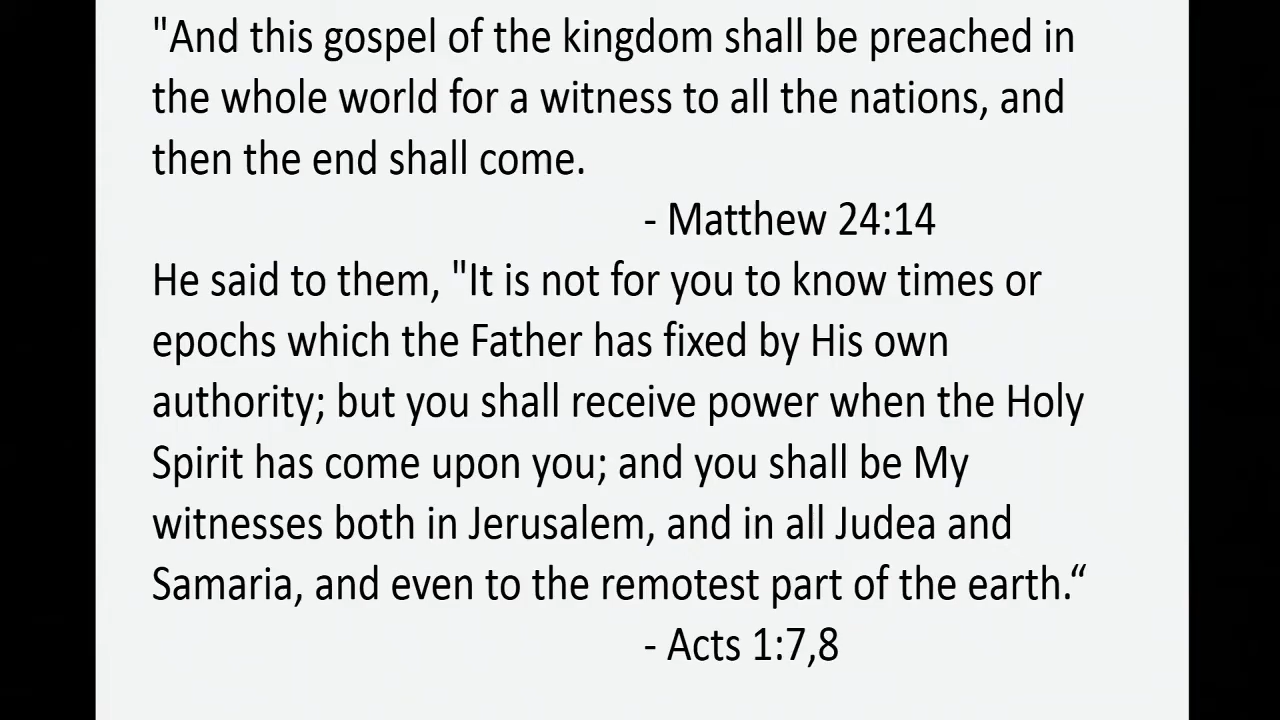 "And this gospel of the kingdom shall be preached in
the whole world for a witness to all the nations, and
then the end shall come.
- Matthew 24:14
He said to them, "It is not for you to know times or
epochs which the Father has fixed by His own
authority; but you shall receive power when the Holy
Spirit has come upon you; and you shall be My
witnesses both in Jerusalem, and in all Judea and
Samaria, and even to the remotest part of the earth.“
- Acts 1:7,8